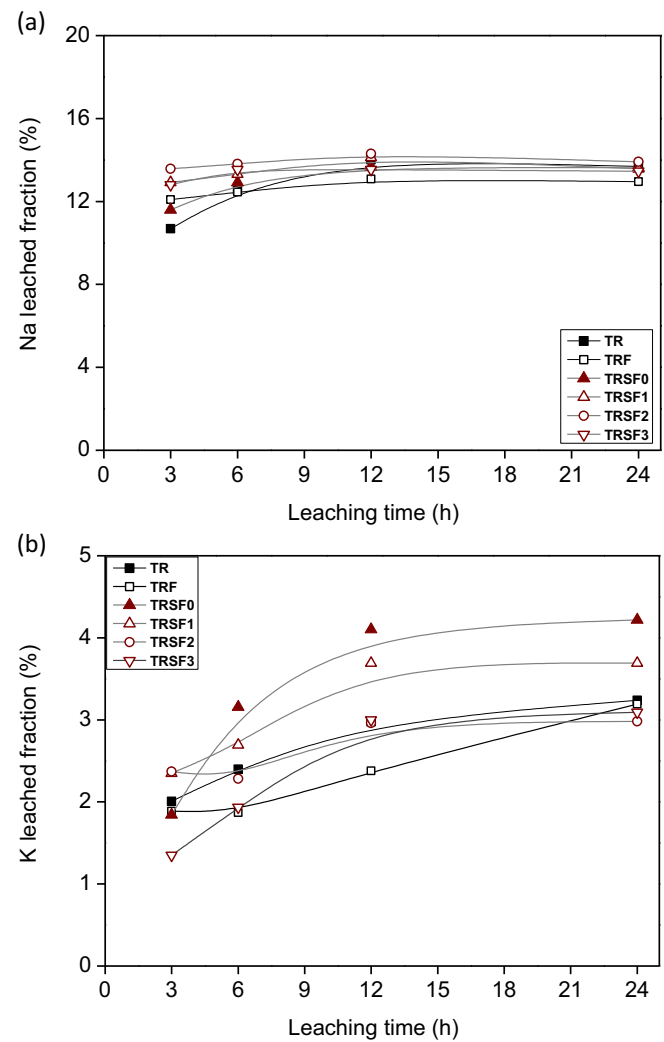 (a)
20
16
12
8
4
0
Na leached fraction (%)
TR
TRF
TRSF0
TRSF1
TRSF2
TRSF3
0 3 6 9 12 15 18 21 24
Leaching time (h)
(b)
5
4
3
2
1
0
K leached fraction (%)
TR
TRF
TRSF0
TRSF1
TRSF2
TRSF3
0 3 6 9 12 15 18 21 24
Leaching time (h)